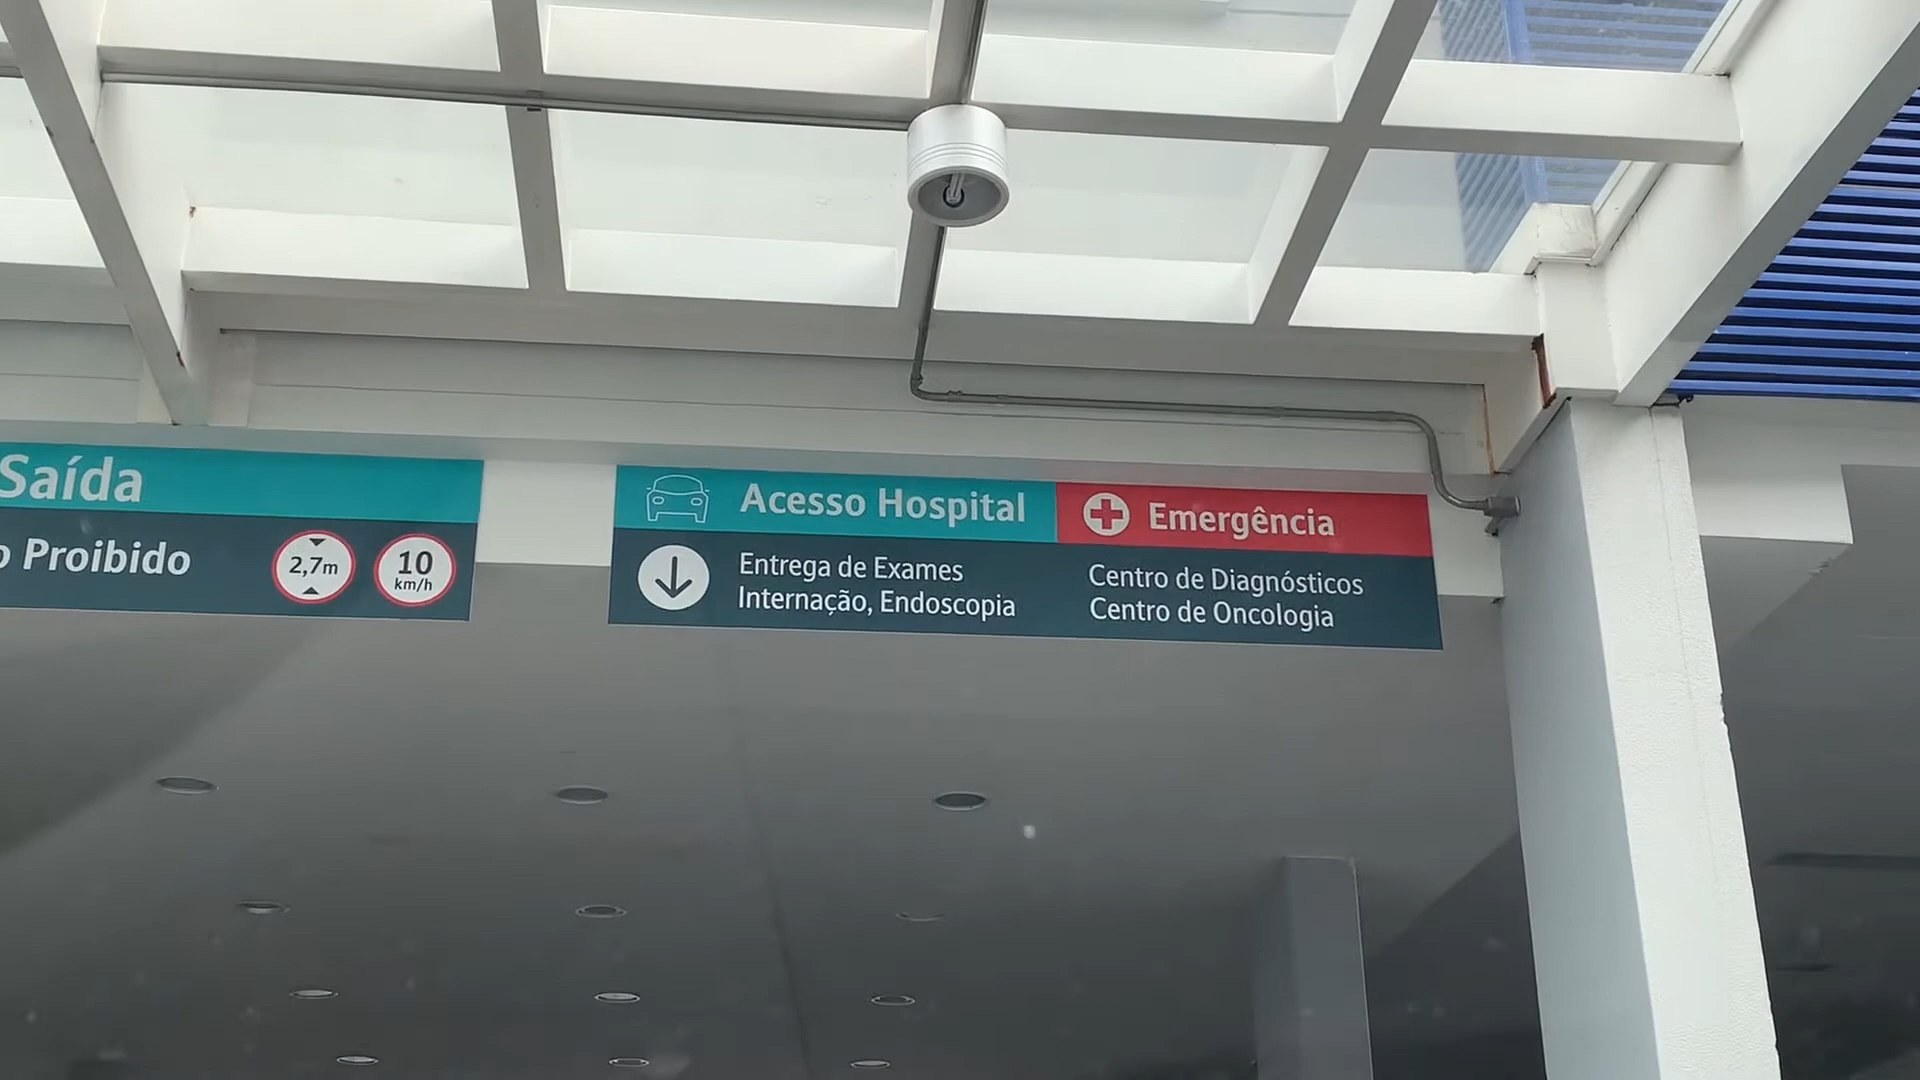 Saída
Proibido
2,7m
10
km/h
Acesso Hospital
Entrega de Exames
Internação, Endoscopia
Emergência
Centro de Diagnósticos
Centro de Oncologia